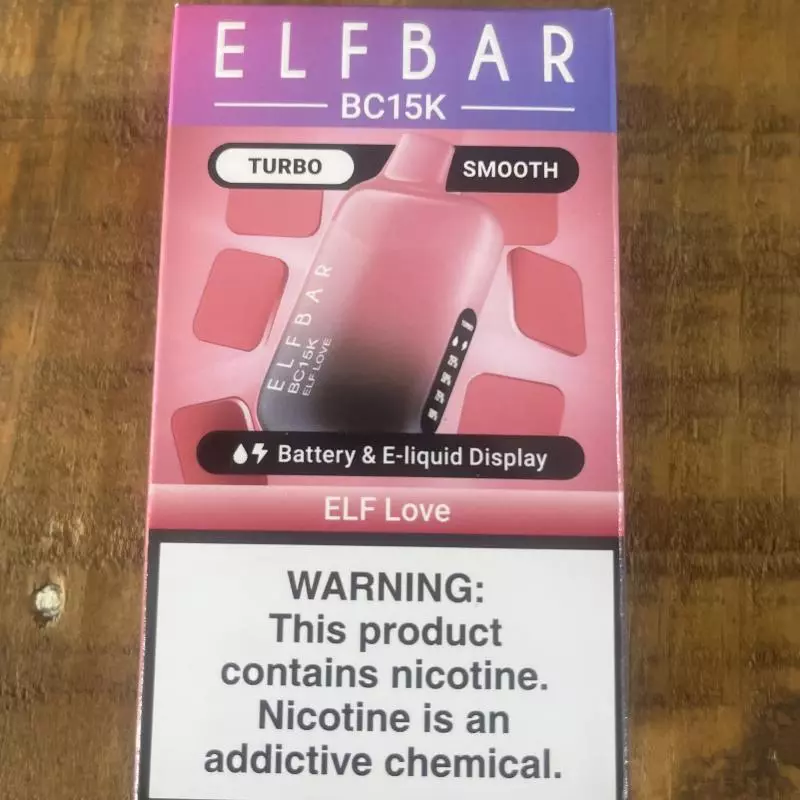 ELFBAR
BC15K
TURBO
SMOOTH
ELFBAR
BC15K
ELF LOVE
Battery & E-liquid Display
ELF Love
WARNING:
This product
contains nicotine.
Nicotine is an
addictive chemical.